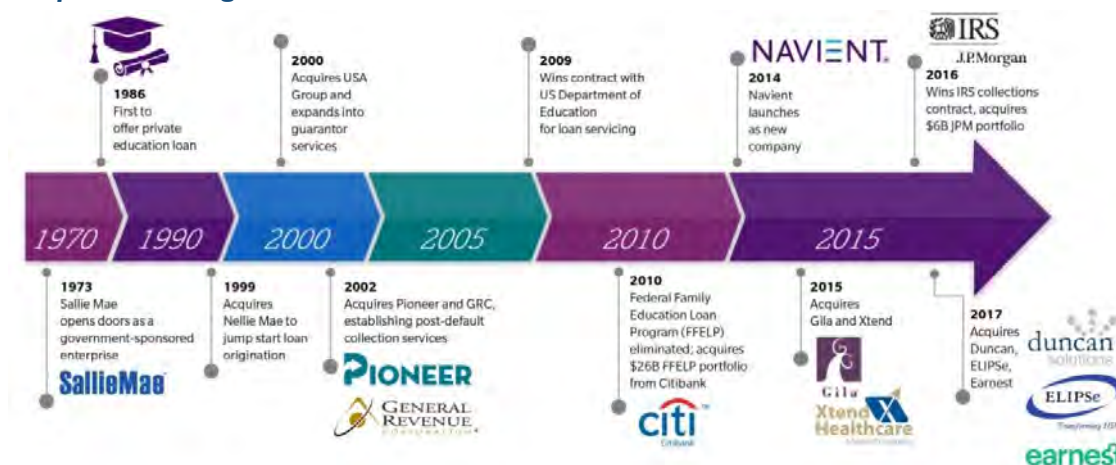 1986
First to
offer private
education loan
2000
Acquires USA
Group and
expands into
guarantor
services
2009
Wins contract with
US Department of
Education
for loan servicing
NAVIENT.
2014
Navient
launches
as new
company
IRS
J.P.Morgan
2016
Wins IRS collections
contract, acquires
$6B JPM portfolio
1970
1990
2000
2005
2010
2015
1973
Sallie Mae
opens doors as a
government-sponsored
enterprise
SallieMae
1999
Acquires
Nellie Mae to
jump start loan
origination
2002
Acquires Pioneer and GRC,
establishing post-default
collection services
PIONEER
GENERAL
REVENUE
CORPORATION
2010
Federal Family
Education Loan
Program (FFELP)
eliminated; acquires
$26B FFELP portfolio
from Citibank
citi
Citibank
2015
Acquires
Gila and Xtend
Gila
Xtend
Healthcare
2017
Acquires
Duncan,
ELIPSe,
Earnest
duncan
solutions
ELIPSe
Transforming
earnest